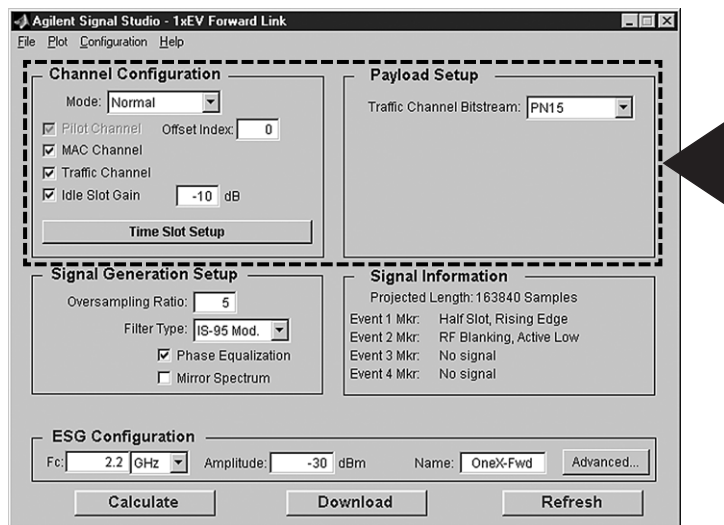 Agilent Signal Studio - 1xEV Forward Link
File Plot Configuration Help
Channel Configuration
Mode: Normal
Pilot Channel Offset Index: 0
MAC Channel
Traffic Channel
Idle Slot Gain -10 dB
Time Slot Setup
Payload Setup
Traffic Channel Bitstream: PN15
Signal Generation Setup
Oversampling Ratio: 5
Filter Type: IS-95 Mod.
Phase Equalization
Mirror Spectrum
Signal Information
Projected Length: 163840 Samples
Event 1 Mkr: Half Slot, Rising Edge
Event 2 Mkr: RF Blanking, Active Low
Event 3 Mkr: No signal
Event 4 Mkr: No signal
ESG Configuration
Fc: 2.2 GHz Amplitude: -30 dBm Name: OneX-Fwd Advanced...
Calculate Download Refresh